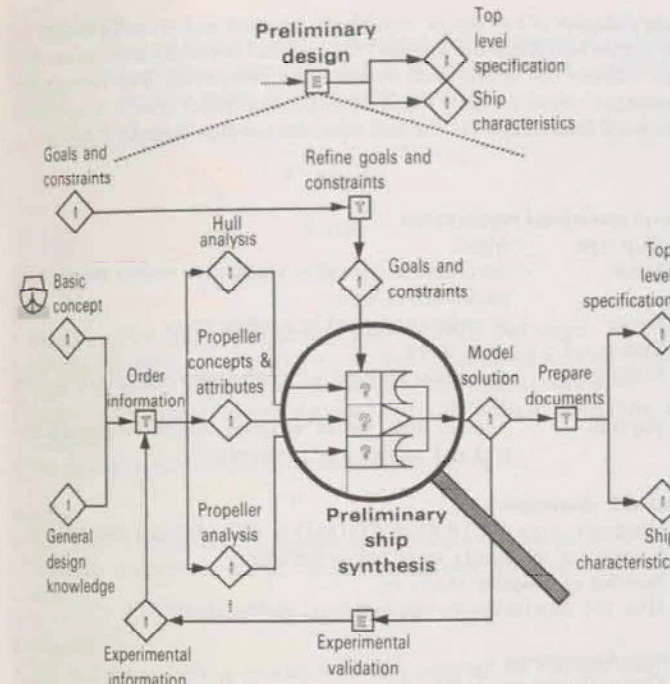 Preliminary
design
E
Top
level
specification
Ship
characteristics
Goals and
constraints
Refine goals and
constraints
T
Hull
analysis
Goals and
constraints
Basic
concept
Top
level
specification
Propeller
concepts &
attributes
Order
information
T
Model
solution
Prepare
documents
T
?
?
?
General
design
knowledge
Propeller
analysis
Preliminary
ship
synthesis
Ship
characteristics
Experimental
information
E
Experimental
validation